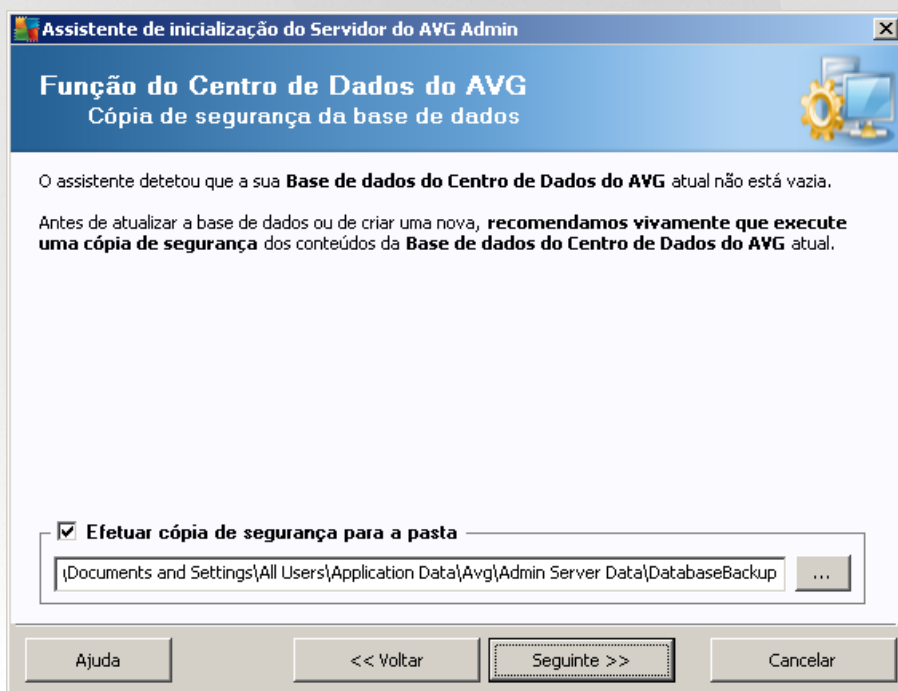 Assistente de inicialização do Servidor do AVG Admin
Função do Centro de Dados do AVG
Cópia de segurança da base de dados
O assistente detetou que a sua Base de dados do Centro de Dados do AVG atual não está vazia.
Antes de atualizar a base de dados ou de criar uma nova, recomendamos vivamente que execute
uma cópia de segurança dos conteúdos da Base de dados do Centro de Dados do AVG atual.
Efetuar cópia de segurança para a pasta
\Documents and Settings\All Users\Application Data\Avg\Admin Server Data\DatabaseBackup ...
Ajuda << Voltar Seguinte >> Cancelar